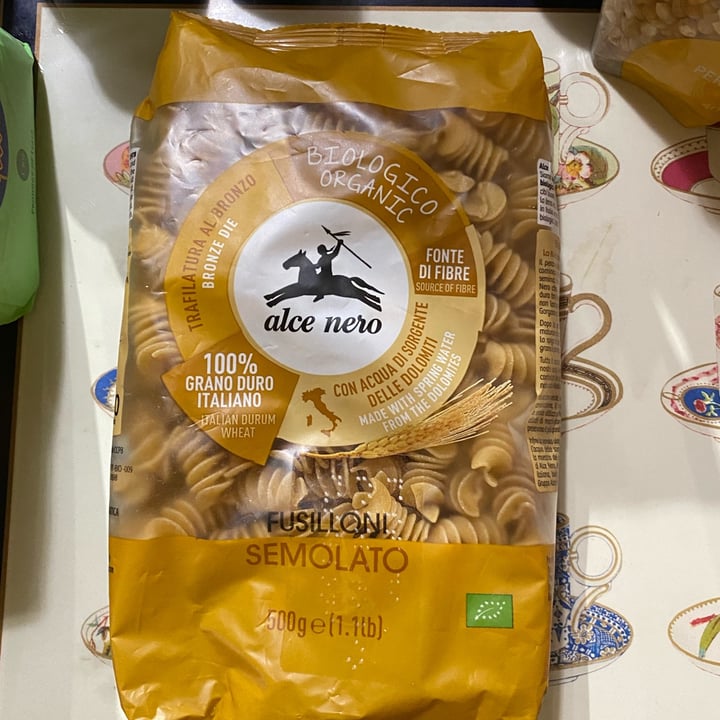 BIOLOGICO
ORGANIC
TRAFILATURA AL BRONZO
BRONZE DIE
FONTE
DI FIBRE
SOURCE OF FIBRE
alce nero
100%
GRANO DURO
ITALIANO
ITALIAN DURUM
WHEAT
CON ACQUA DI SORGENTE
DELLE DOLOMITI
MADE WITH SPRING WATER
FROM THE DOLOMITES
FUSILLONI
SEMOLATO
500g e (1.1lb)